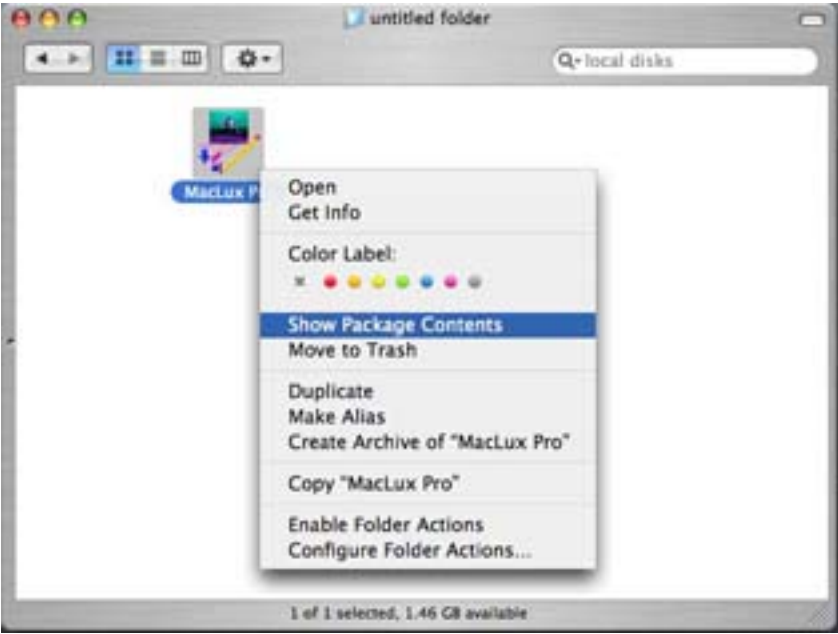 untitled folder
local disks
MacLux P
Open
Get Info
Color Label:
Show Package Contents
Move to Trash
Duplicate
Make Alias
Create Archive of "MacLux Pro"
Copy "MacLux Pro"
Enable Folder Actions
Configure Folder Actions...
1 of 1 selected, 1.46 GB available